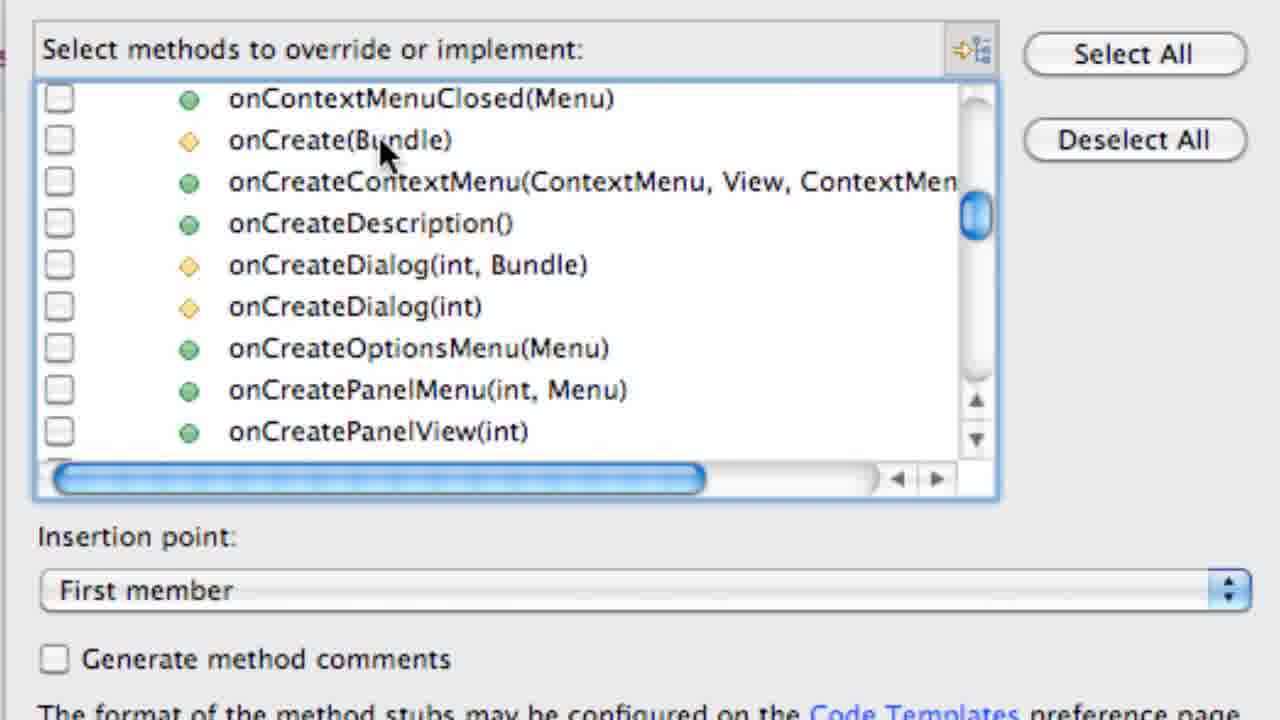 Select methods to override or implement:
Select All
onContextMenuClosed(Menu)
onCreate(Bundle)
Deselect All
onCreateContextMenu(ContextMenu, View, ContextMen
onCreateDescription()
onCreateDialog(int, Bundle)
onCreateDialog(int)
onCreateOptionsMenu(Menu)
onCreatePanelMenu(int, Menu)
onCreatePanelView(int)
Insertion point:
First member
Generate method comments
The format of the method stubs may be configured on the Code Templates preference page.